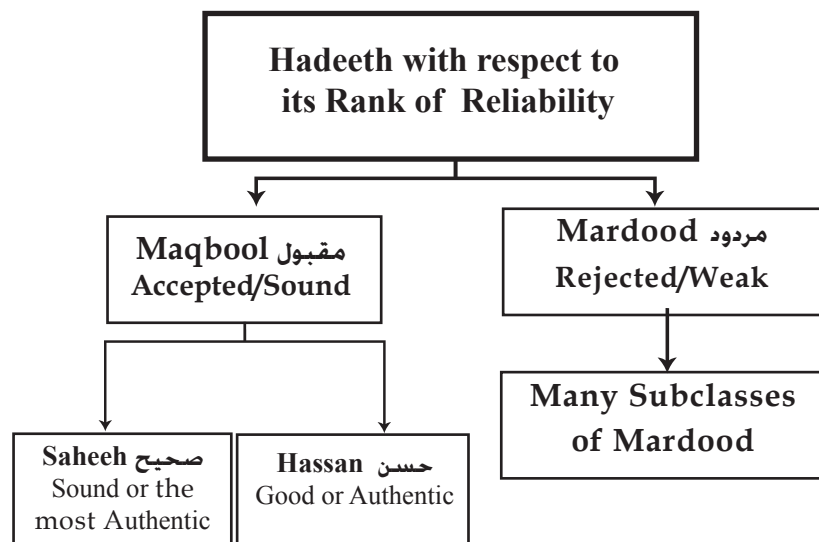 Hadeeth with respect to
its Rank of Reliability
Maqbool مقبول
Accepted/Sound
Mardood مردود
Rejected/Weak
Many Subclasses
of Mardood
Saheeh صحيح
Sound or the
most Authentic
Hassan حسن
Good or Authentic